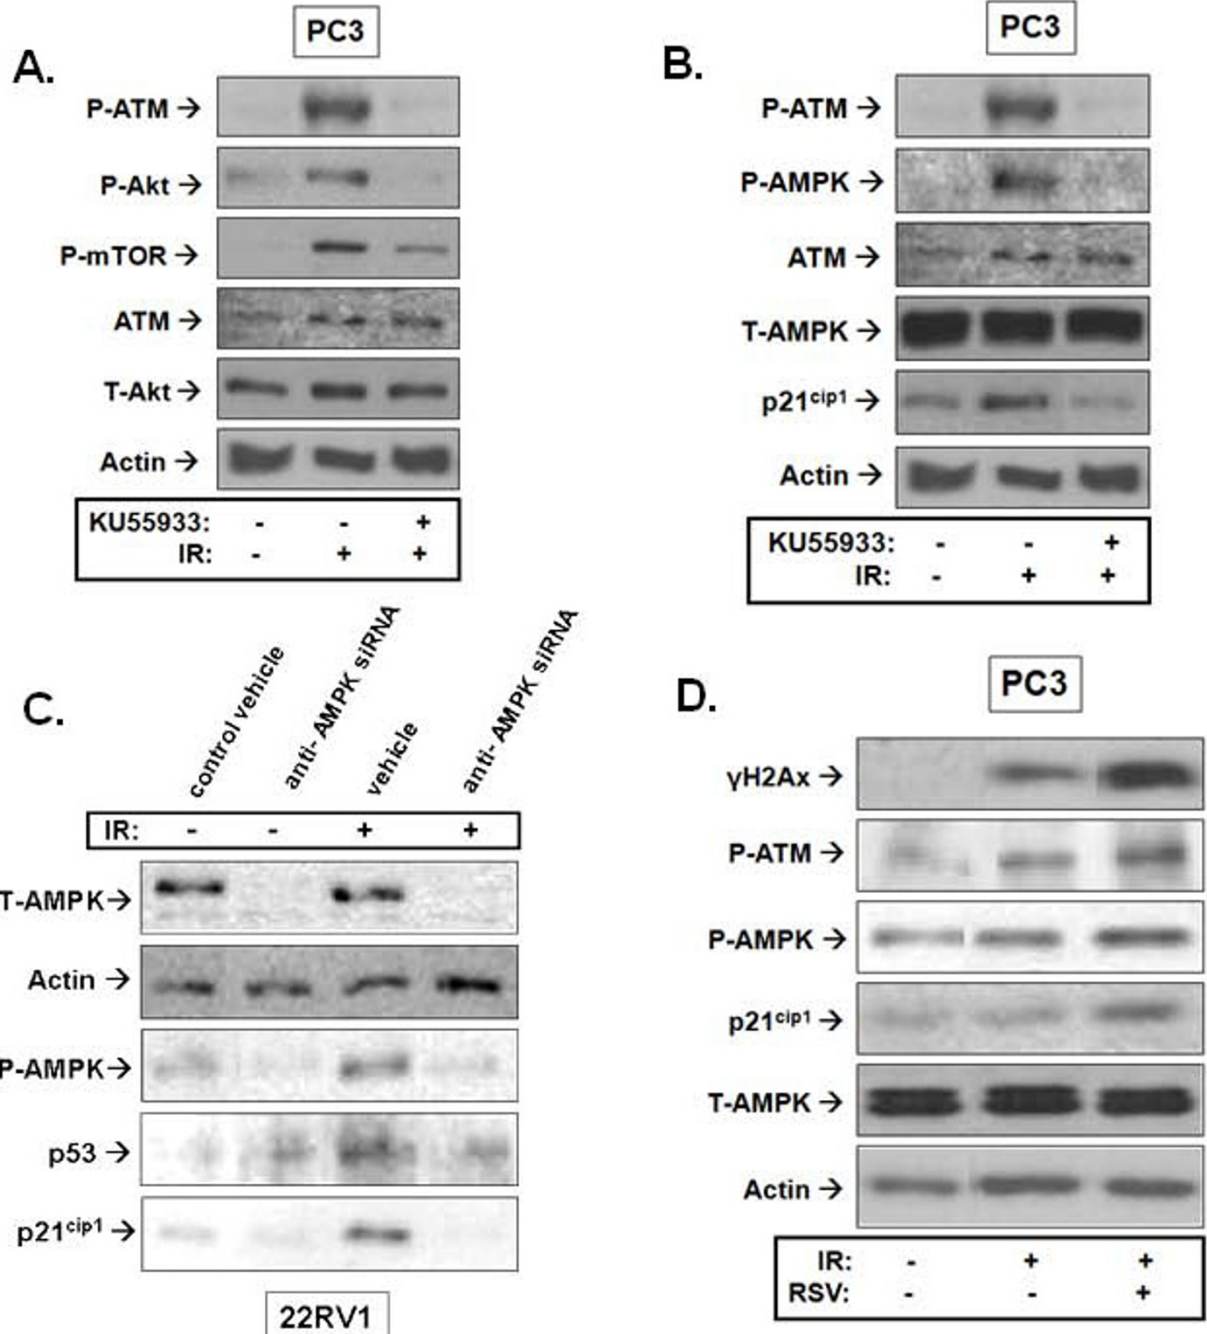 A.
PC3
P-ATM →
P-Akt →
P-mTOR →
ATM →
T-Akt →
Actin →
KU55933: - - +
IR: - + +
B.
PC3
P-ATM →
P-AMPK →
ATM →
T-AMPK →
p21cip1 →
Actin →
KU55933: - - +
IR: - + +
C.
control vehicle
anti-AMPK siRNA
vehicle
anti-AMPK siRNA
IR: - - + +
T-AMPK→
Actin →
P-AMPK→
p53 →
p21cip1 →
22RV1
D.
PC3
γH2Ax →
P-ATM →
P-AMPK →
p21cip1 →
T-AMPK →
Actin →
IR: - + +
RSV: - - +